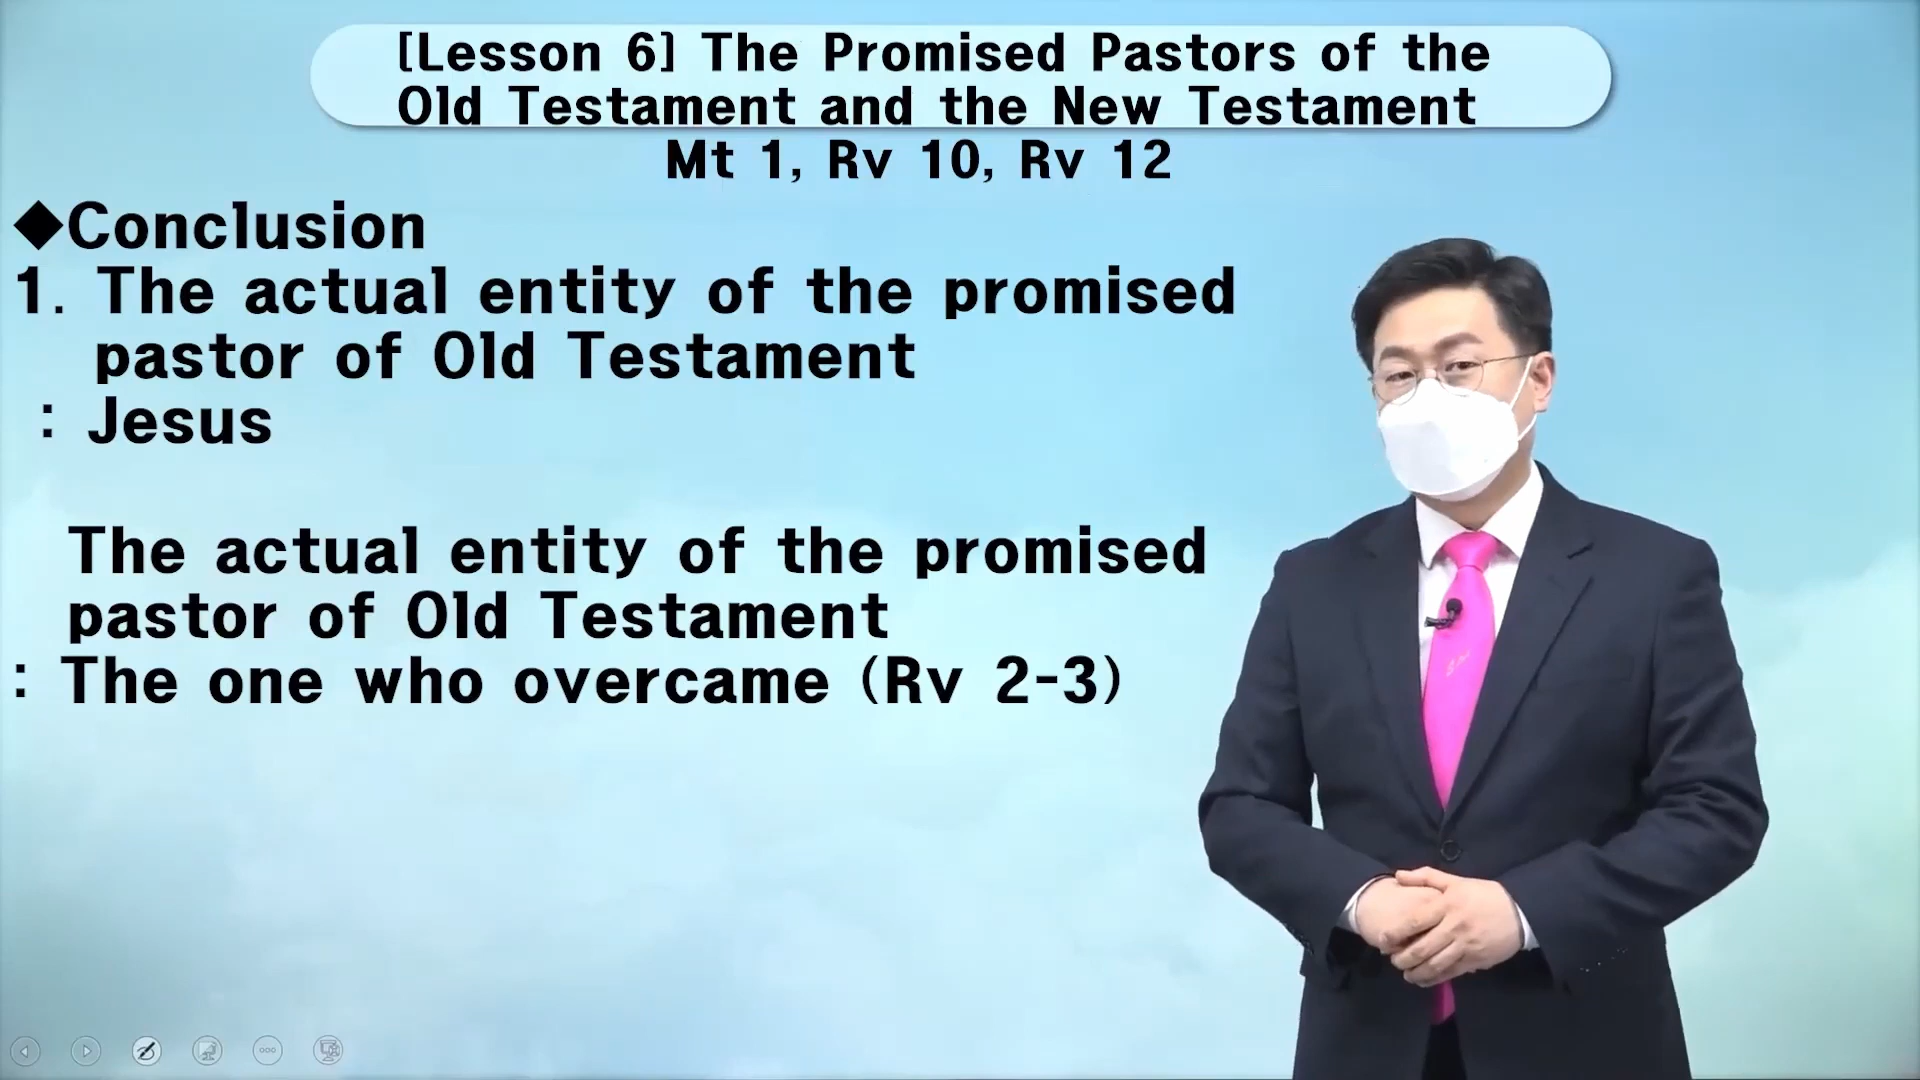 [Lesson 6] The Promised Pastors of the
Old Testament and the New Testament
Mt 1, Rv 10, Rv 12
◆Conclusion
1. The actual entity of the promised
pastor of Old Testament
: Jesus
The actual entity of the promised
pastor of Old Testament
: The one who overcame (Rv 2-3)